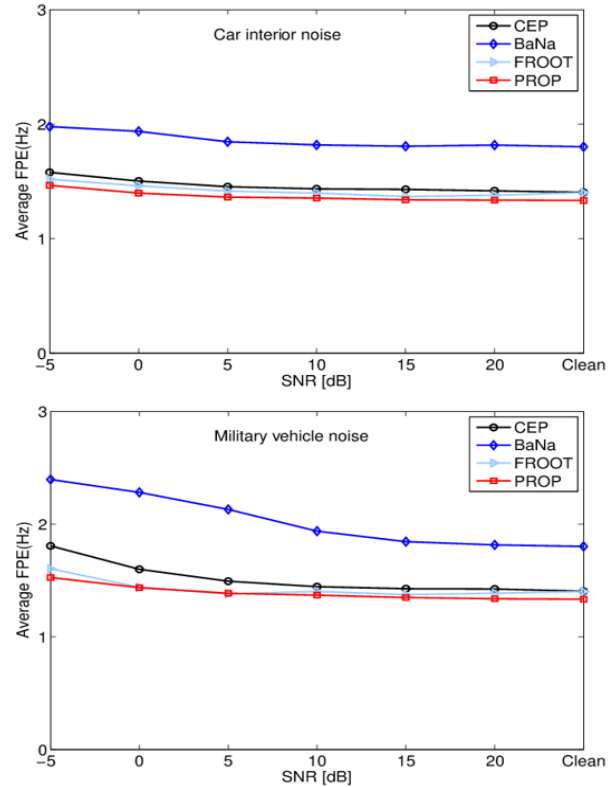 3
Car interior noise
CEP
BaNa
FROOT
PROP
2
Average FPE(Hz)
1
0
−5 0 5 10 15 20 Clean
SNR [dB]
3
Military vehicle noise
CEP
BaNa
FROOT
PROP
2
Average FPE(Hz)
1
0
−5 0 5 10 15 20 Clean
SNR [dB]